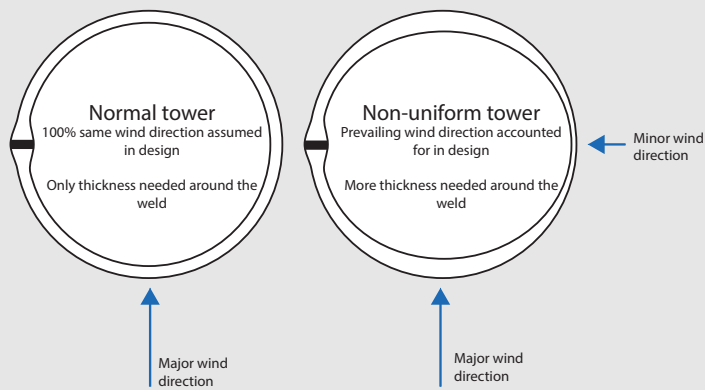 Normal tower
100% same wind direction assumed
in design
Only thickness needed around the
weld
Non-uniform tower
Prevailing wind direction accounted
for in design
More thickness needed around the
weld
Minor wind
direction
Major wind
direction
Major wind
direction